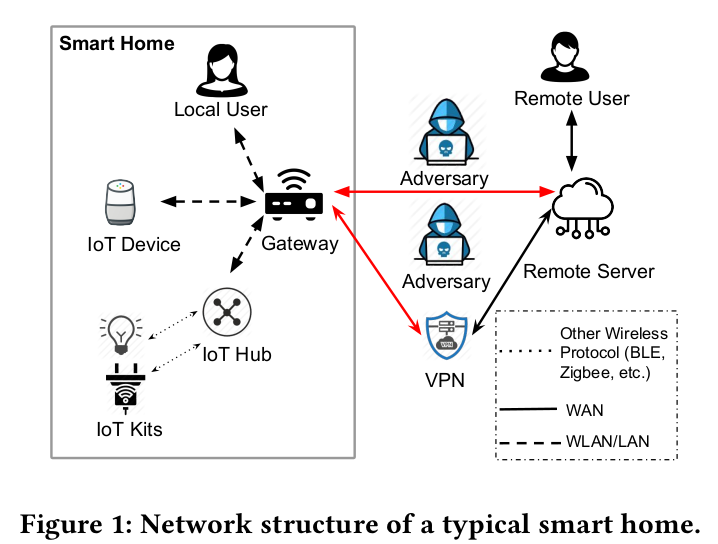 Smart Home
Local User
Remote User
Adversary
IoT Device
Gateway
Adversary
Remote Server
IoT Hub
VPN
VPN
IoT Kits
Other Wireless
Protocol (BLE,
Zigbee, etc.)
WAN
WLAN/LAN
Figure 1: Network structure of a typical smart home.